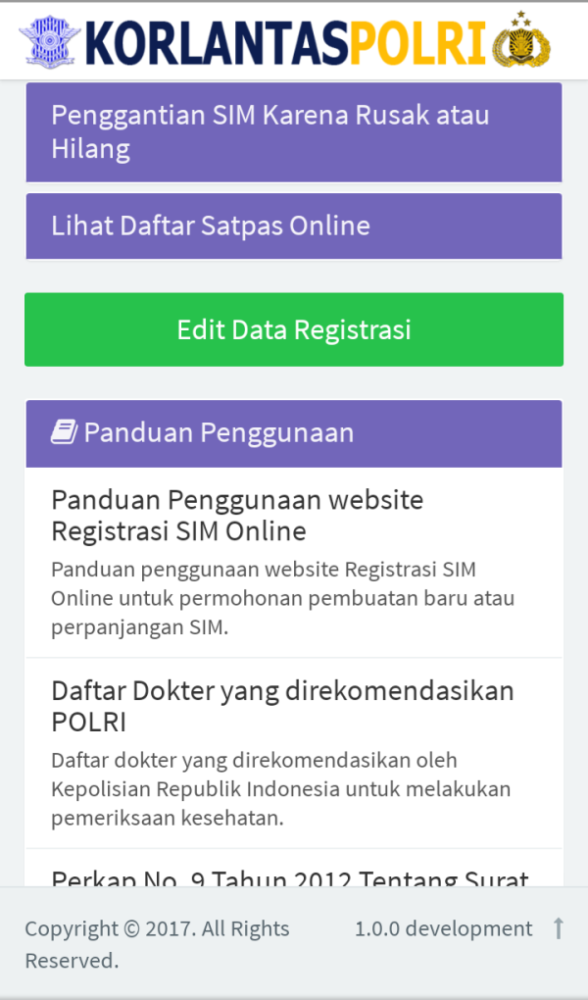 KORLANTASPOLRI
Penggantian SIM Karena Rusak atau
Hilang
Lihat Daftar Satpas Online
Edit Data Registrasi
Panduan Penggunaan
Panduan Penggunaan website
Registrasi SIM Online
Panduan penggunaan website Registrasi SIM
Online untuk permohonan pembuatan baru atau
perpanjangan SIM.
Daftar Dokter yang direkomendasikan
POLRI
Daftar dokter yang direkomendasikan oleh
Kepolisian Republik Indonesia untuk melakukan
pemeriksaan kesehatan.
Perkap No. 9 Tahun 2012 Tentang Surat
Copyright © 2017. All Rights
Reserved.
1.0.0 development